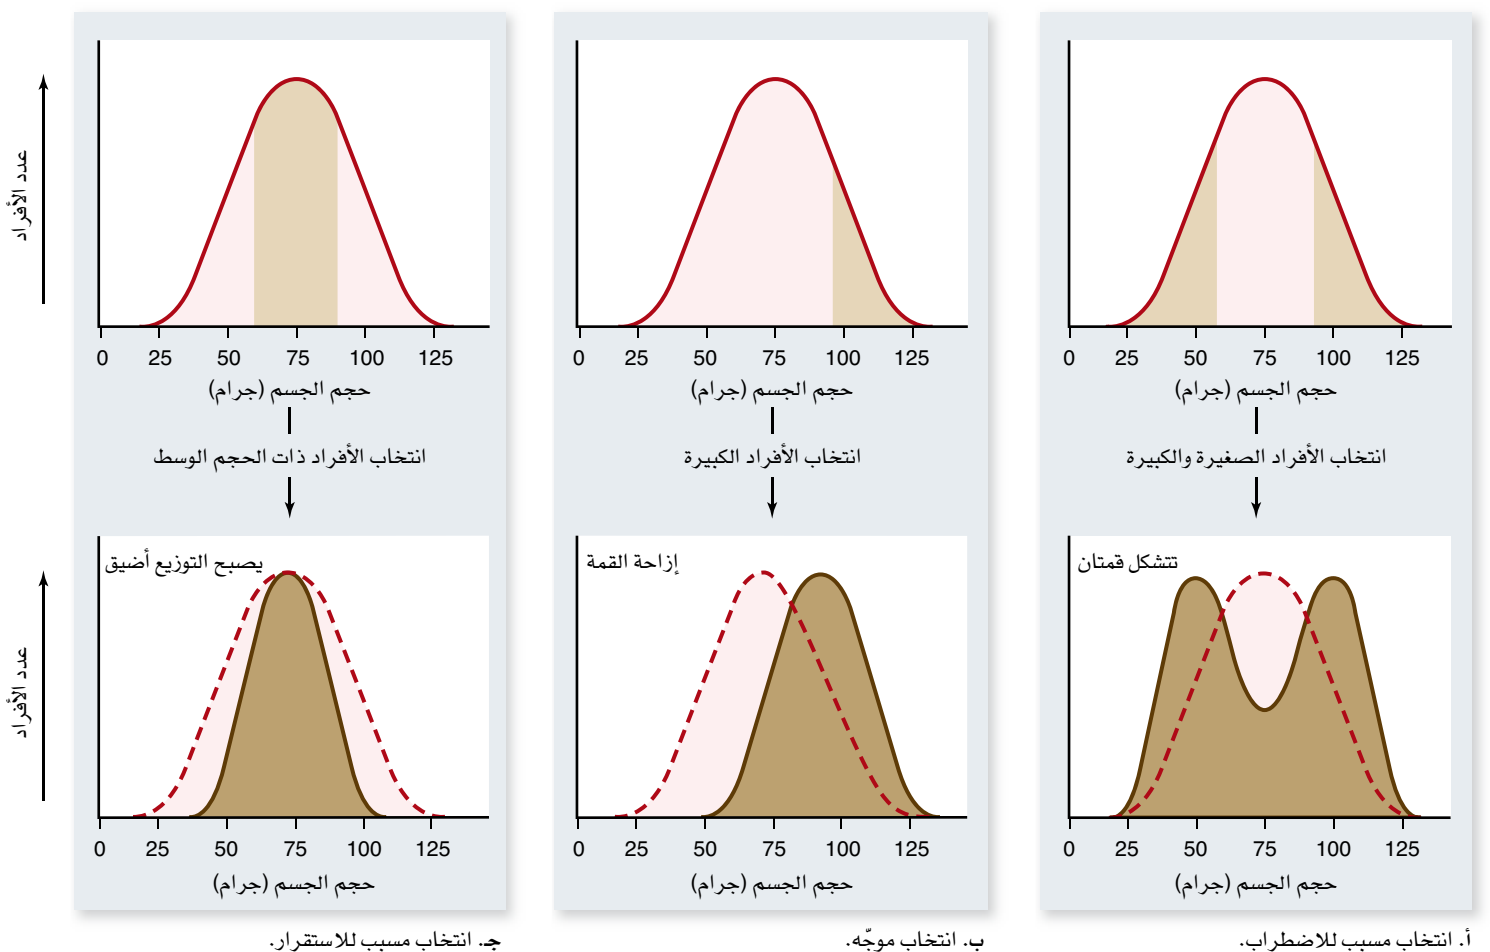 عدد الأفراد
0 25 50 75 100 125
حجم الجسم (جرام)
انتخاب الأفراد الصغيرة والكبيرة
تتشكل قمتان
0 25 50 75 100 125
حجم الجسم (جرام)
أ. انتخاب مسبب للاضطراب.
0 25 50 75 100 125
حجم الجسم (جرام)
انتخاب الأفراد الكبيرة
إزاحة القمة
0 25 50 75 100 125
حجم الجسم (جرام)
ب. انتخاب موجّه.
0 25 50 75 100 125
حجم الجسم (جرام)
انتخاب الأفراد ذات الحجم الوسط
يصبح التوزيع أضيق
عدد الأفراد
0 25 50 75 100 125
حجم الجسم (جرام)
جـ. انتخاب مسبب للاستقرار.